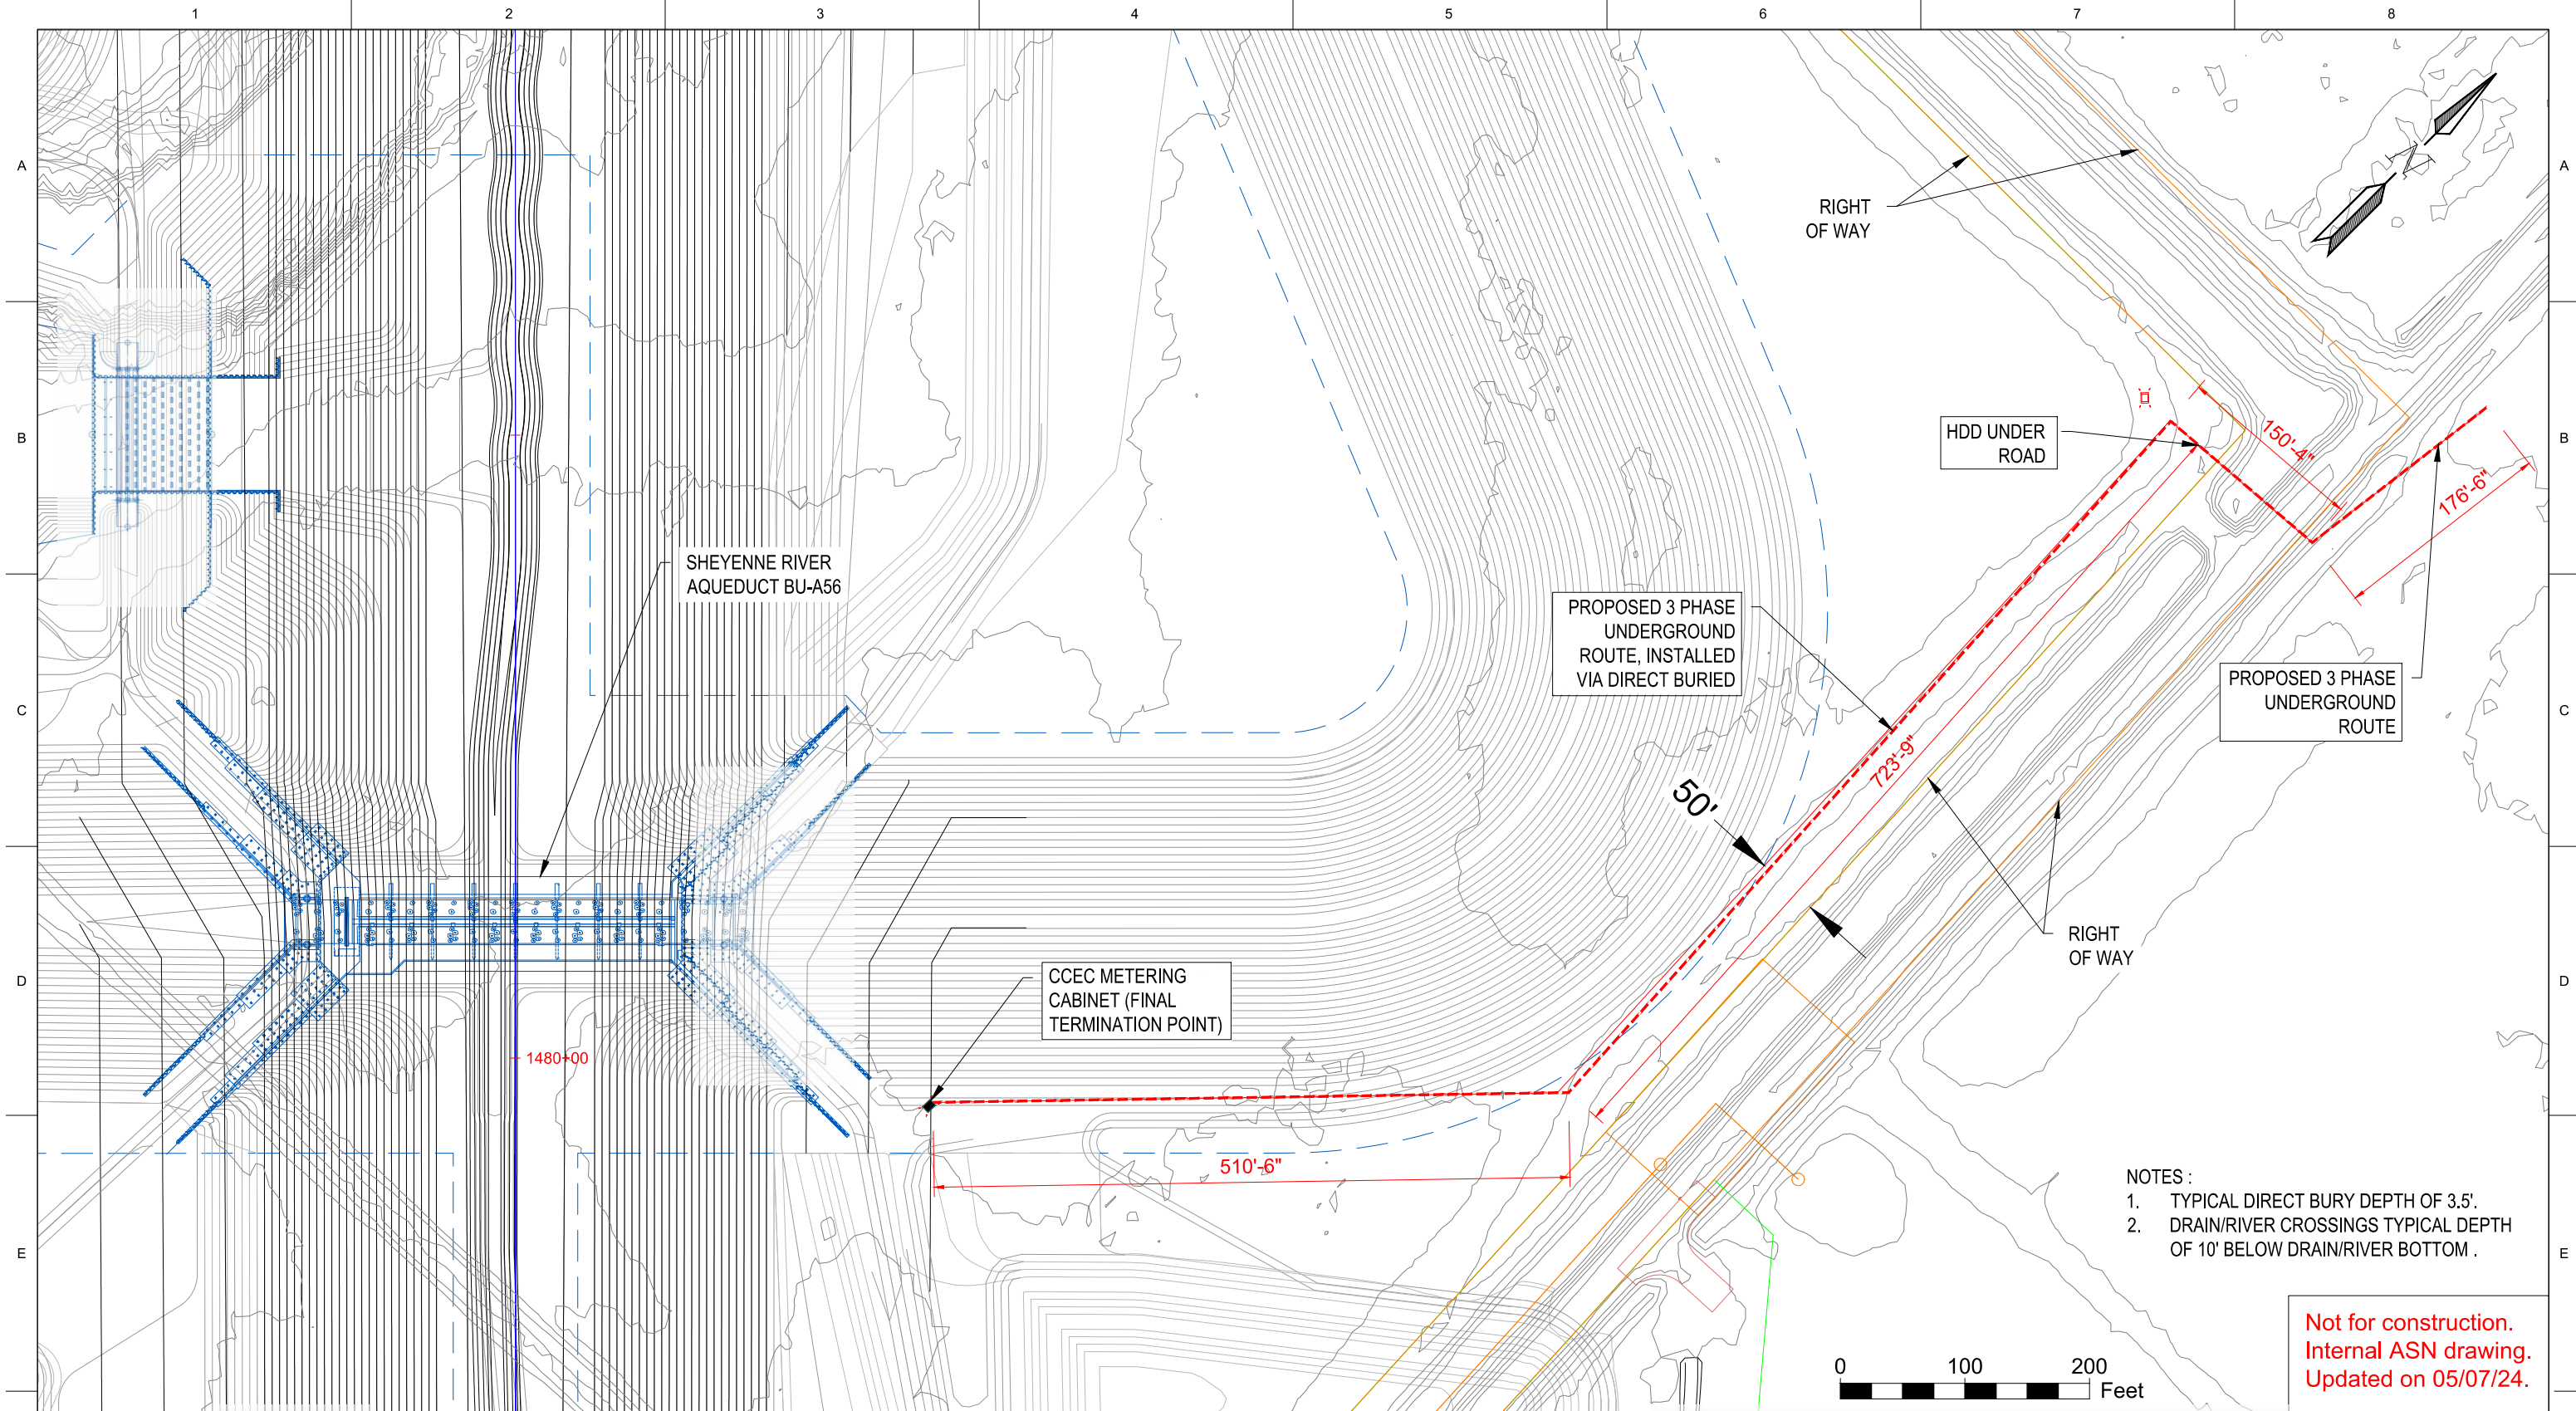 1 2 3 4 5 6 7 8
A A
RIGHT
OF WAY
N
B B
HDD UNDER
ROAD
150'-4"
176'-6"
SHEYENNE RIVER
AQUEDUCT BU-A56
PROPOSED 3 PHASE
UNDERGROUND
ROUTE, INSTALLED
VIA DIRECT BURIED
C C
PROPOSED 3 PHASE
UNDERGROUND
ROUTE
723'-9"
50'
RIGHT
OF WAY
D D
CCEC METERING
CABINET (FINAL
TERMINATION POINT)
1480+00
510'-6"
NOTES :
1. TYPICAL DIRECT BURY DEPTH OF 3.5'.
2. DRAIN/RIVER CROSSINGS TYPICAL DEPTH
OF 10' BELOW DRAIN/RIVER BOTTOM .
E E
Not for construction.
Internal ASN drawing.
Updated on 05/07/24.
0 100 200
Feet